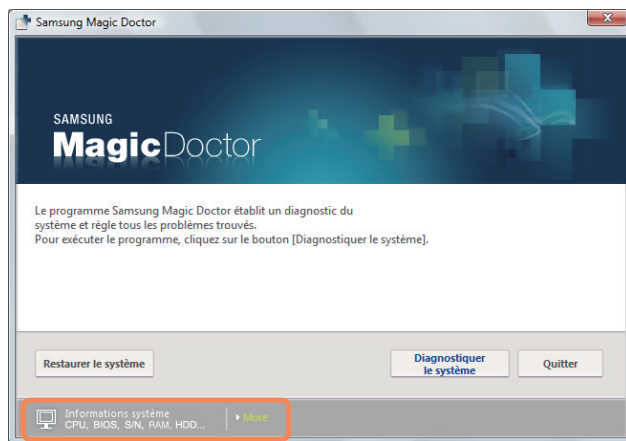 Samsung Magic Doctor
SAMSUNG
MagicDoctor
Le programme Samsung Magic Doctor établit un diagnostic du
système et règle tous les problèmes trouvés.
Pour exécuter le programme, cliquez sur le bouton [Diagnostiquer le système].
Restaurer le système
Diagnostiquer
le système
Quitter
Informations système
CPU, BIOS, S/N, RAM, HDD...
More